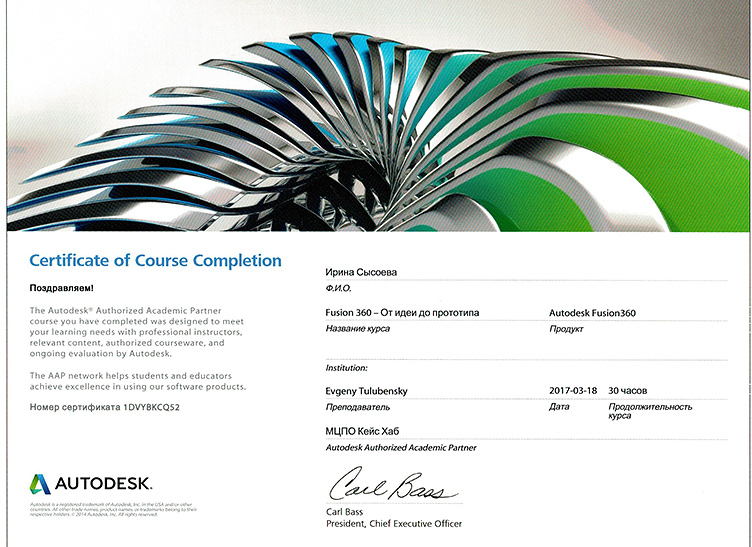 Certificate of Course Completion
Поздравляем!
The Autodesk® Authorized Academic Partner
course you have completed was designed to meet
your learning needs with professional instructors,
relevant content, authorized courseware, and
ongoing evaluation by Autodesk.
The AAP network helps students and educators
achieve excellence in using our software products.
Номер сертификата 1DVYBKCQ52
AUTODESK.
Autodesk is a registered trademark of Autodesk, Inc. in the USA and/or other
countries. All other trade names, product names, or trademarks belong to their
respective holders. © 2014 Autodesk, Inc. All rights reserved.
Ирина Сысоева
Ф.И.О.
Fusion 360 – От идеи до прототипа Autodesk Fusion360
Название курса Продукт
Institution:
Evgeny Tulubensky 2017-03-18 30 часов
Преподаватель Дата Продолжительность
курса
МЦПО Кейс Хаб
Autodesk Authorized Academic Partner
Carl Bass
Carl Bass
President, Chief Executive Officer